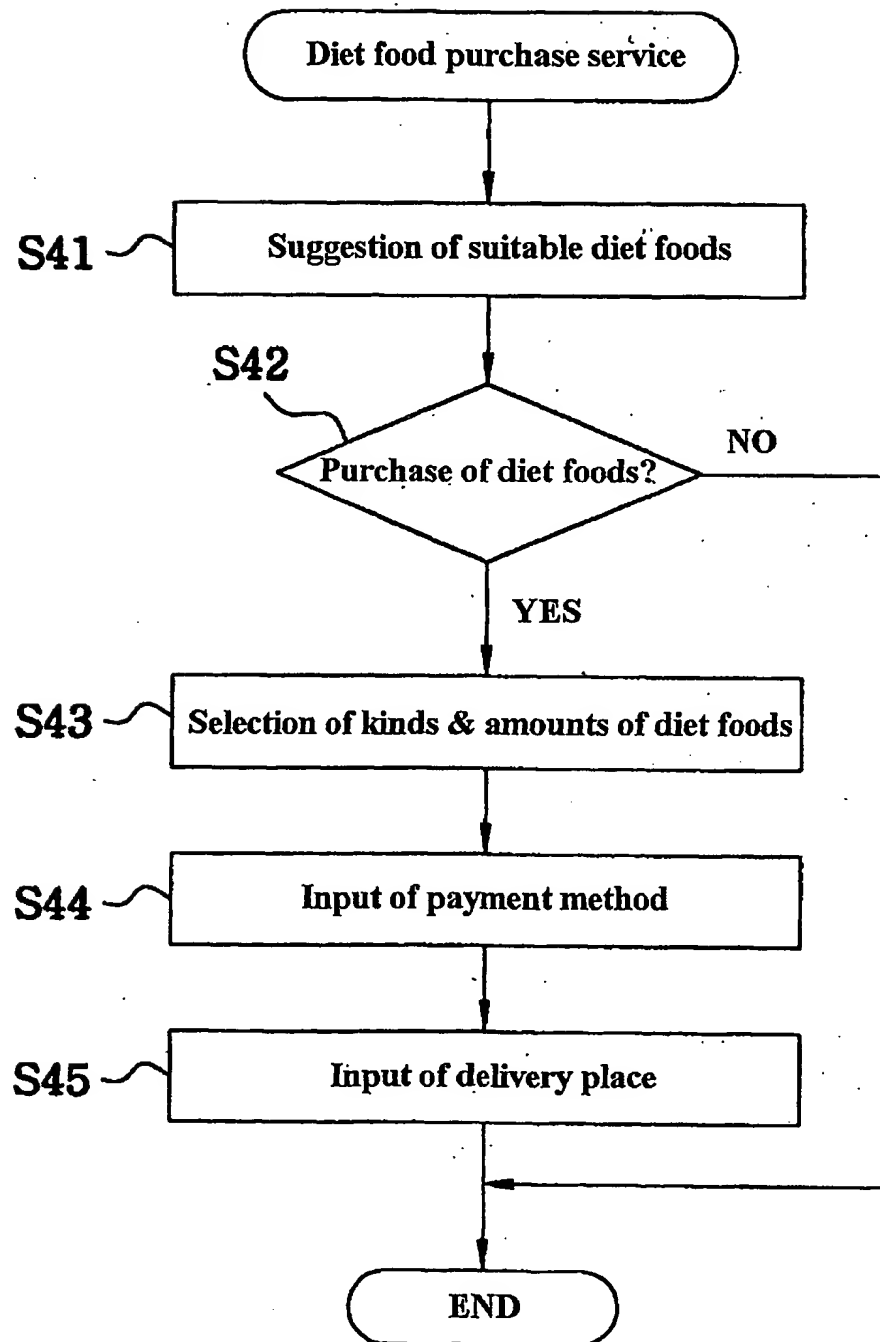 Diet food purchase service
S41
Suggestion of suitable diet foods
S42
Purchase of diet foods?
NO
YES
S43
Selection of kinds & amounts of diet foods
S44
Input of payment method
S45
Input of delivery place
END